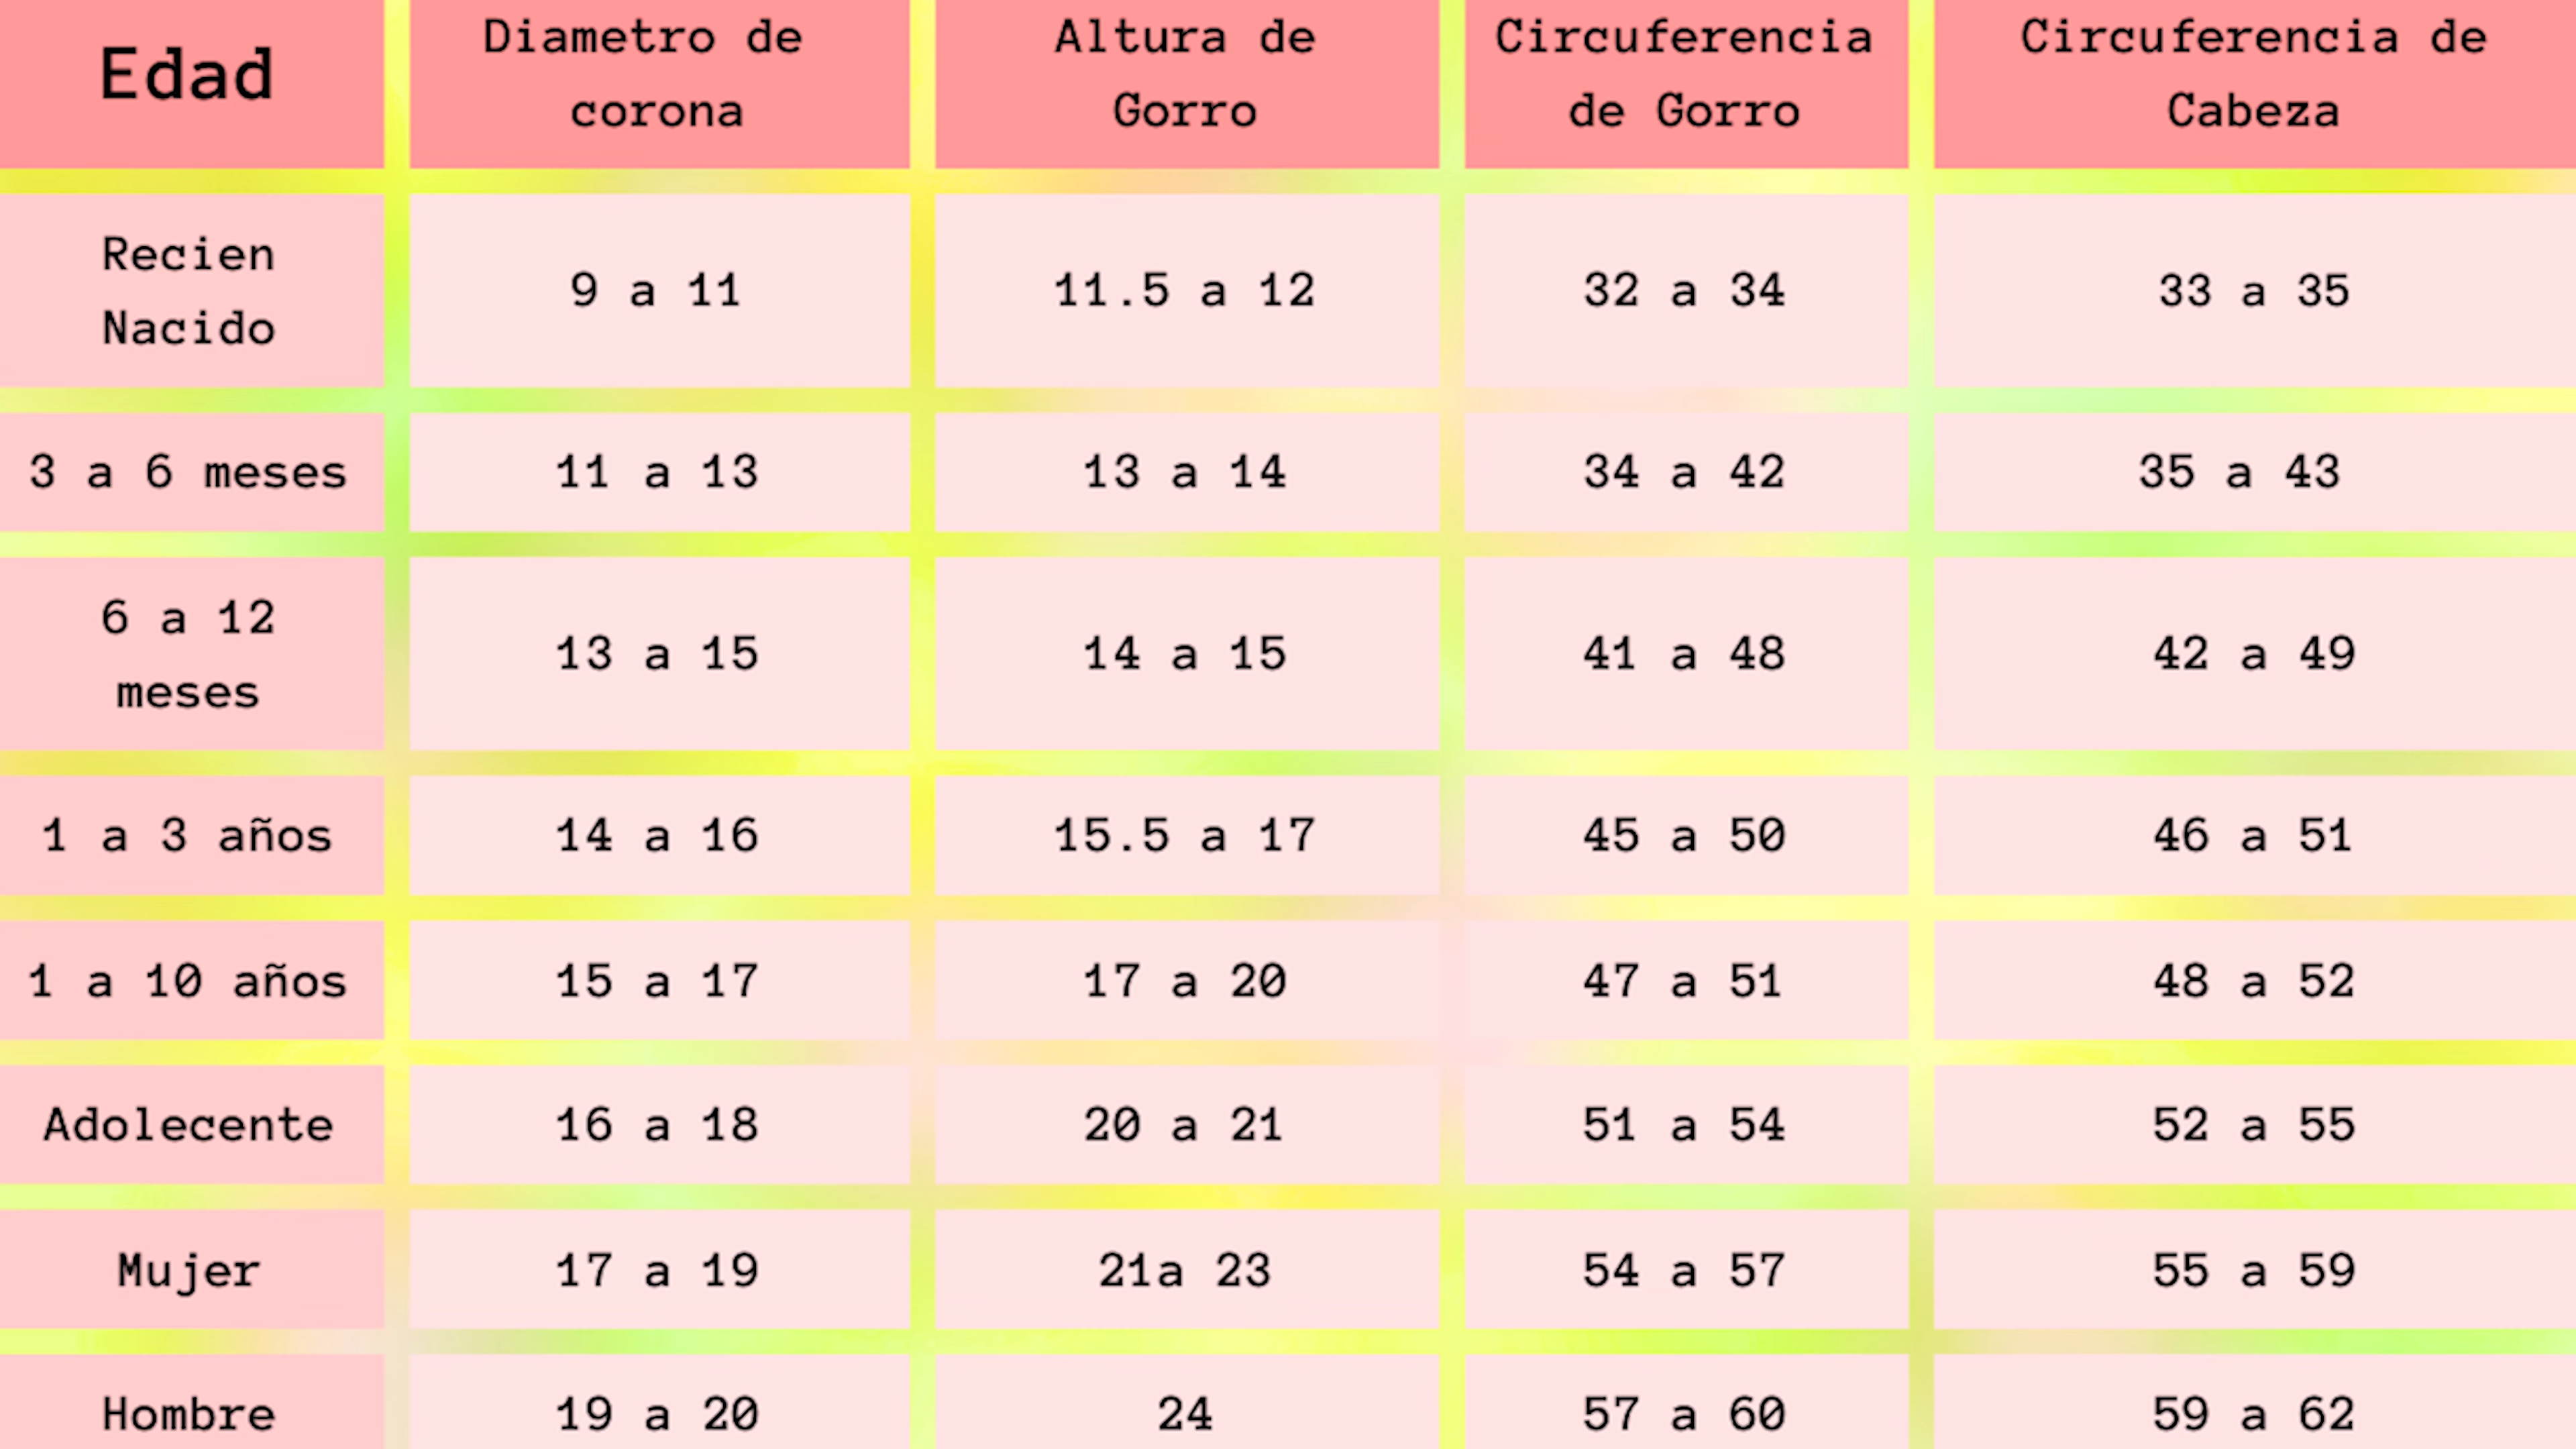 Edad
Diametro de
corona
Altura de
Gorro
Circuferencia
de Gorro
Circuferencia de
Cabeza
Recien
Nacido
9 a 11
11.5 a 12
32 a 34
33 a 35
3 a 6 meses
11 a 13
13 a 14
34 a 42
35 a 43
6 a 12
meses
13 a 15
14 a 15
41 a 48
42 a 49
1 a 3 años
14 a 16
15.5 a 17
45 a 50
46 a 51
1 a 10 años
15 a 17
17 a 20
47 a 51
48 a 52
Adolecente
16 a 18
20 a 21
51 a 54
52 a 55
Mujer
17 a 19
21a 23
54 a 57
55 a 59
Hombre
19 a 20
24
57 a 60
59 a 62